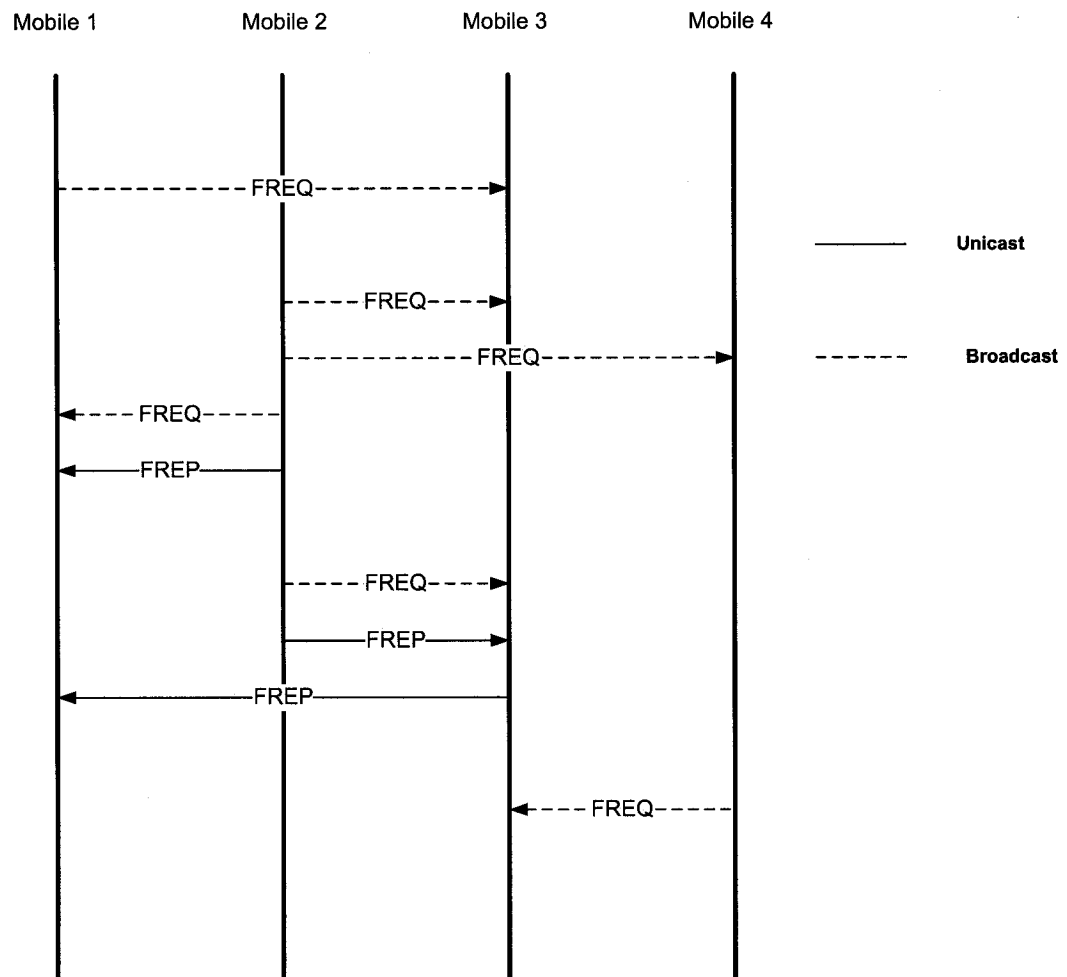 Mobile 1
Mobile 2
Mobile 3
Mobile 4
FREQ
Unicast
FREQ
FREQ
Broadcast
FREQ
FREP
FREQ
FREP
FREP
FREQ